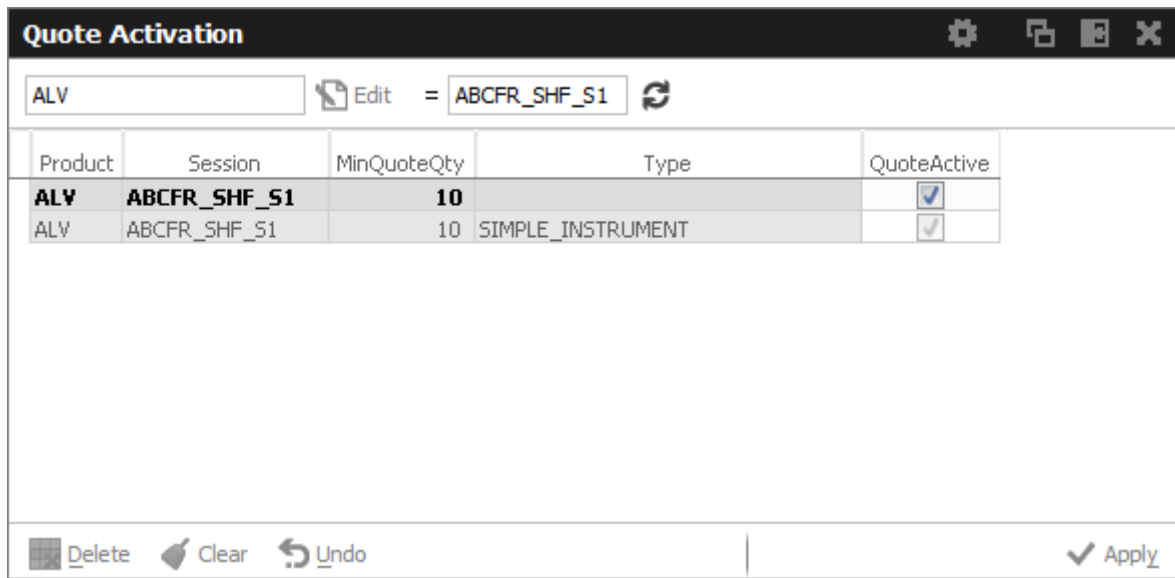 Quote Activation
ALV Edit = ABCFR_SHF_S1
Product Session MinQuoteQty Type QuoteActive
ALV ABCFR_SHF_S1 10
ALV ABCFR_SHF_S1 10 SIMPLE_INSTRUMENT
Delete Clear Undo Apply